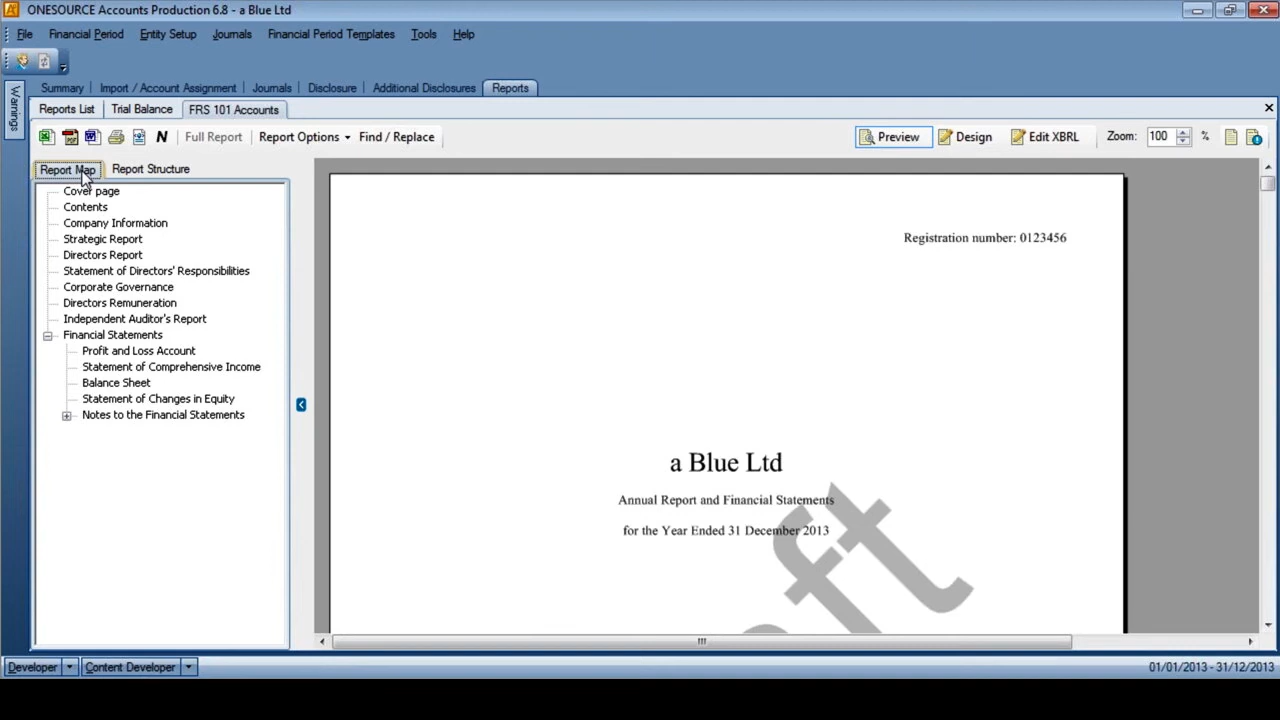 ONESOURCE Accounts Production 6.8 - a Blue Ltd
File Financial Period Entity Setup Journals Financial Period Templates Tools Help
Warnings
Summary Import / Account Assignment Journals Disclosure Additional Disclosures Reports
Reports List Trial Balance FRS 101 Accounts
N Full Report Report Options Find / Replace Preview Design Edit XBRL Zoom: 100 %
Report Map Report Structure
Cover page
Contents
Company Information
Strategic Report
Directors Report
Statement of Directors' Responsibilities
Corporate Governance
Directors Remuneration
Independent Auditor's Report
Financial Statements
Profit and Loss Account
Statement of Comprehensive Income
Balance Sheet
Statement of Changes in Equity
Notes to the Financial Statements
Registration number: 0123456
a Blue Ltd
Annual Report and Financial Statements
for the Year Ended 31 December 2013
ft
Developer Content Developer 01/01/2013 - 31/12/2013